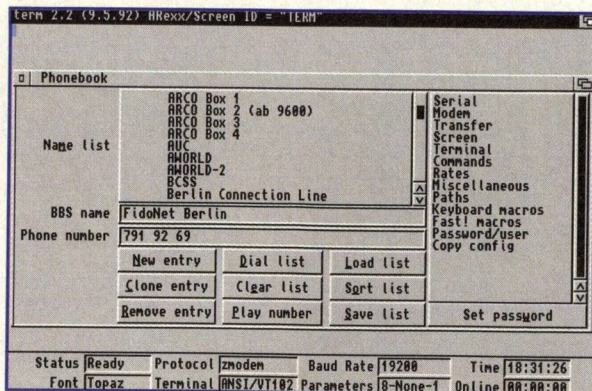 term 2.2 (9.5.92) ARexx/Screen ID = "TERM"
Phonebook
Name list
ARCO Box 1
ARCO Box 2 (ab 9600)
ARCO Box 3
ARCO Box 4
AUC
AWORLD
AWORLD-2
BCSS
Berlin Connection Line
BBS name FidoNet Berlin
Phone number 791 92 69
New entry Dial list Load list
Clone entry Clear list Sort list
Remove entry Play number Save list
Serial
Modem
Transfer
Screen
Terminal
Commands
Rates
Miscellaneous
Paths
Keyboard macros
Fast! macros
Password/user
Copy config
Set password
Status Ready Protocol zmodem Baud Rate 19200 Time 18:31:26
Font Topaz Terminal ANSI/VT102 Parameters 8-None-1 Online 00:00:00